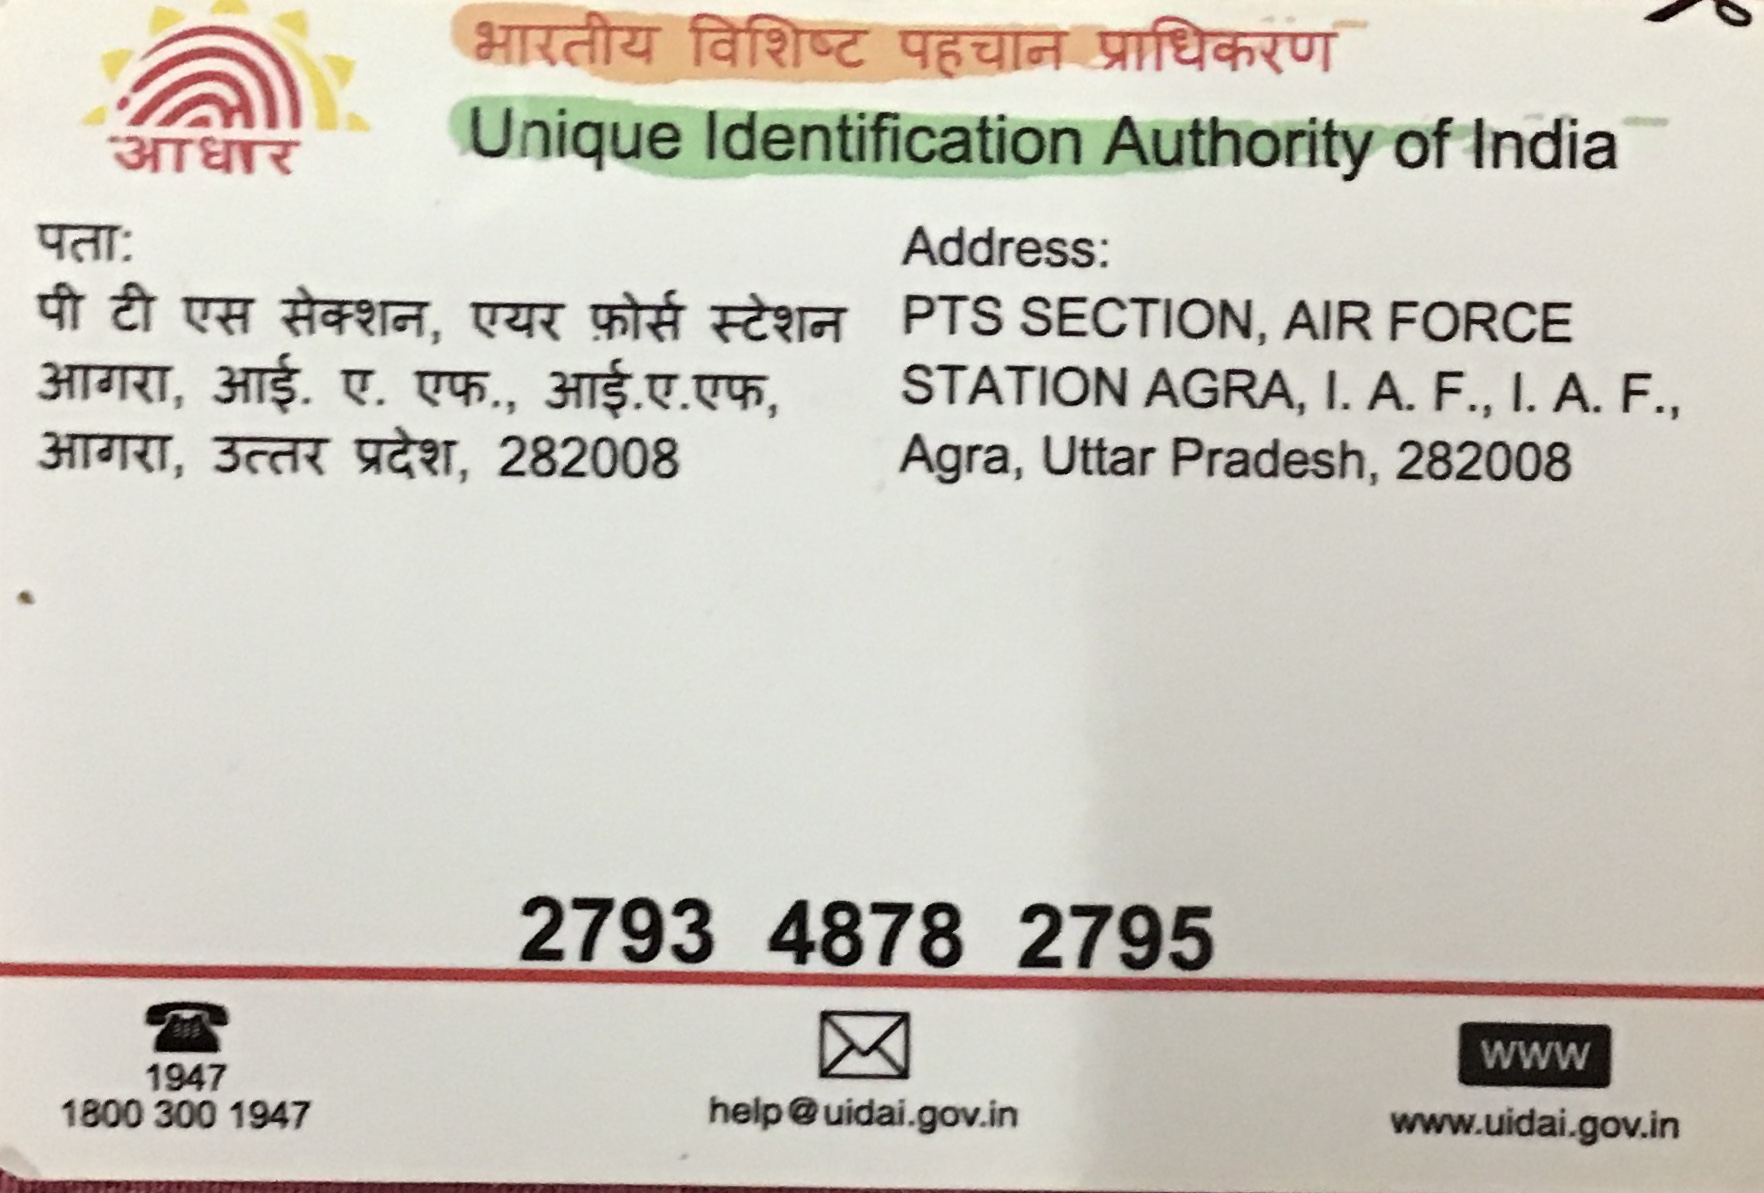 आधार
भारतीय विशिष्ट पहचान प्राधिकरण
Unique Identification Authority of India
पता:
पी टी एस सेक्शन, एयर फ़ोर्स स्टेशन
आगरा, आई. ए. एफ., आई.ए.एफ,
आगरा, उत्तर प्रदेश, 282008
Address:
PTS SECTION, AIR FORCE
STATION AGRA, I. A. F., I. A. F.,
Agra, Uttar Pradesh, 282008
2793 4878 2795
1947
1800 300 1947
help@uidai.gov.in
WWW
www.uidai.gov.in